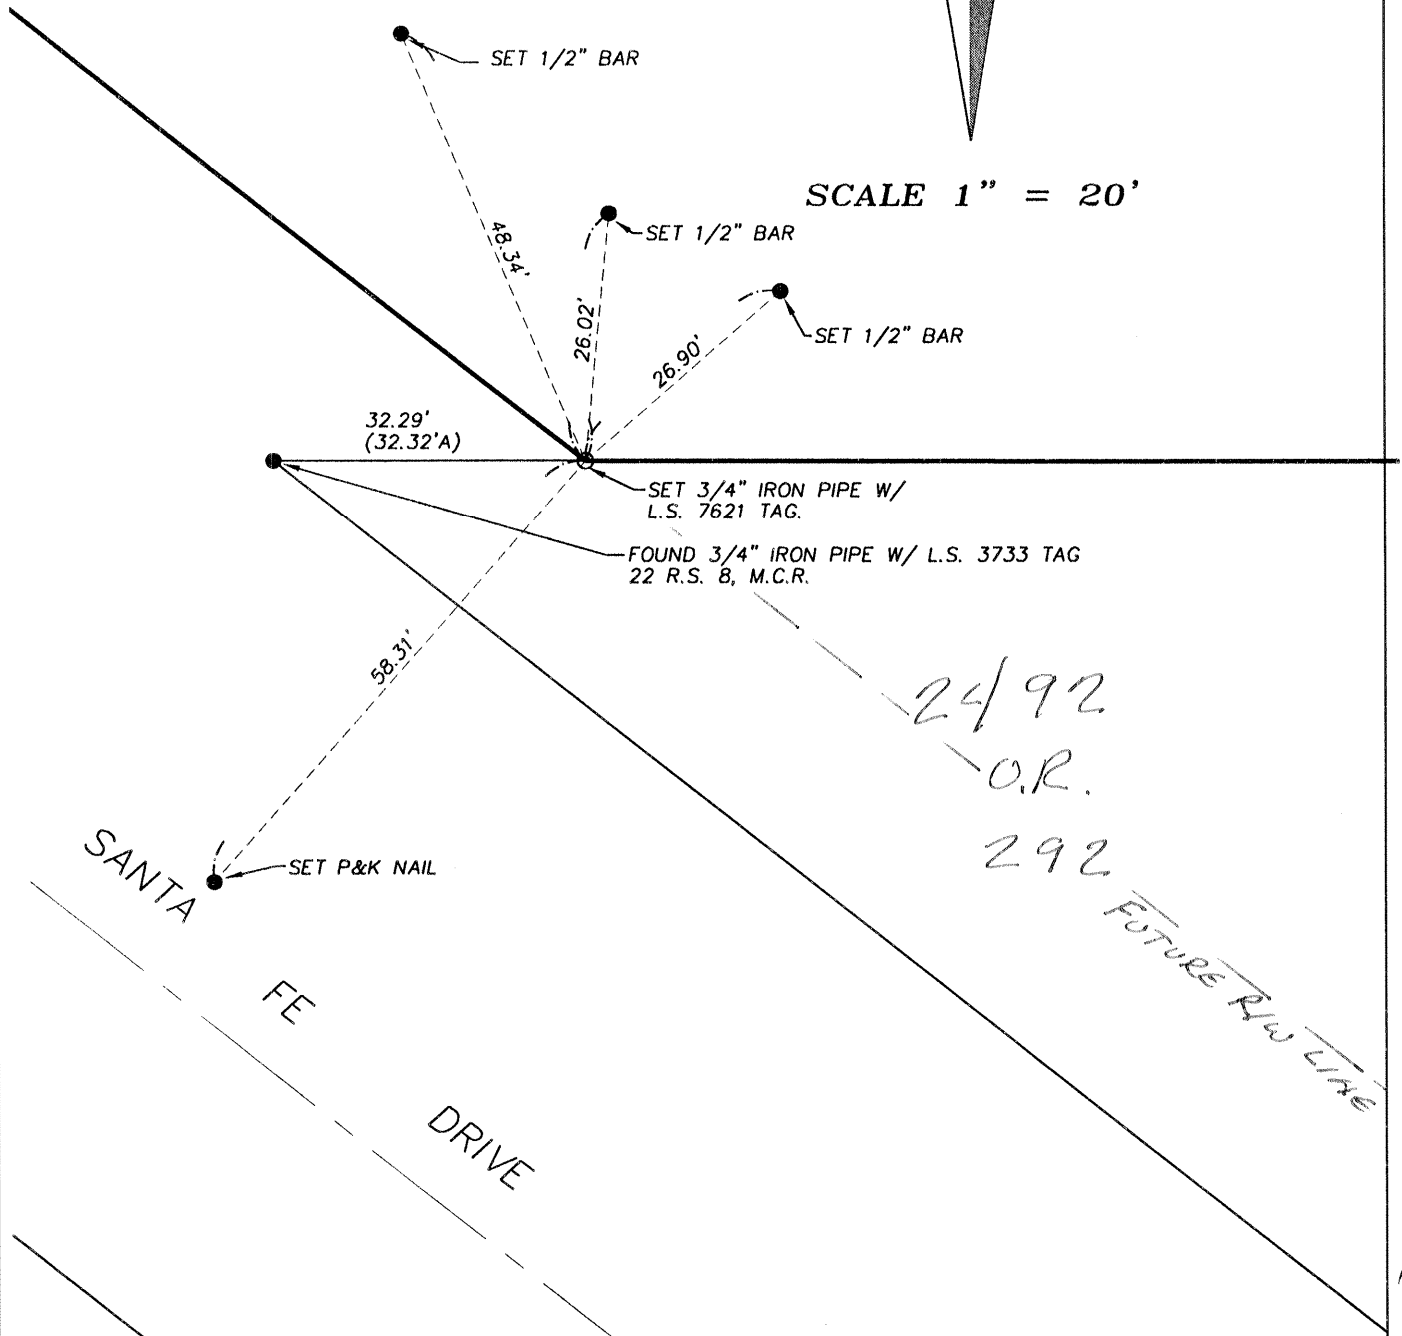 SET 1/2" BAR
SCALE 1" = 20'
SET 1/2" BAR
48.34'
26.02'
SET 1/2" BAR
26.90'
32.29'
(32.32'A)
SET 3/4" IRON PIPE W/
L.S. 7621 TAG.
FOUND 3/4" IRON PIPE W/ L.S. 3733 TAG
22 R.S. 8, M.C.R.
58.31'
24/92
O.R.
292
SET P&K NAIL
SANTA
FE
DRIVE
FUTURE R/W LINE